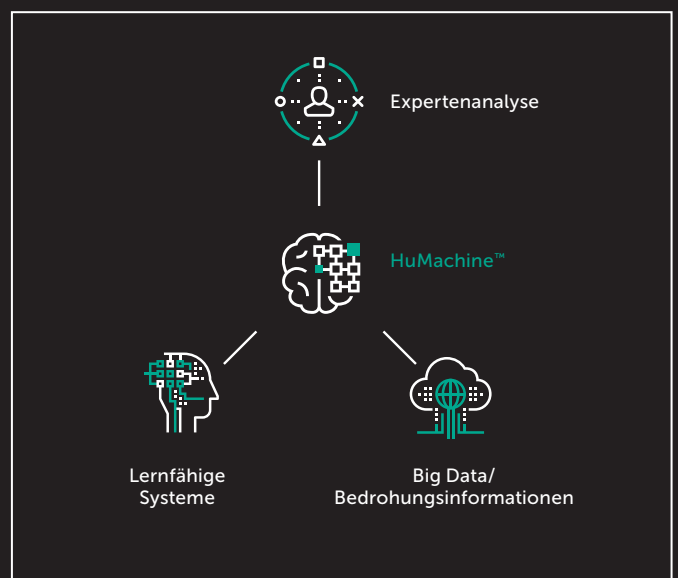 Expertenanalyse
HuMachine™
Lernfähige
Systeme
Big Data/
Bedrohungsinformationen